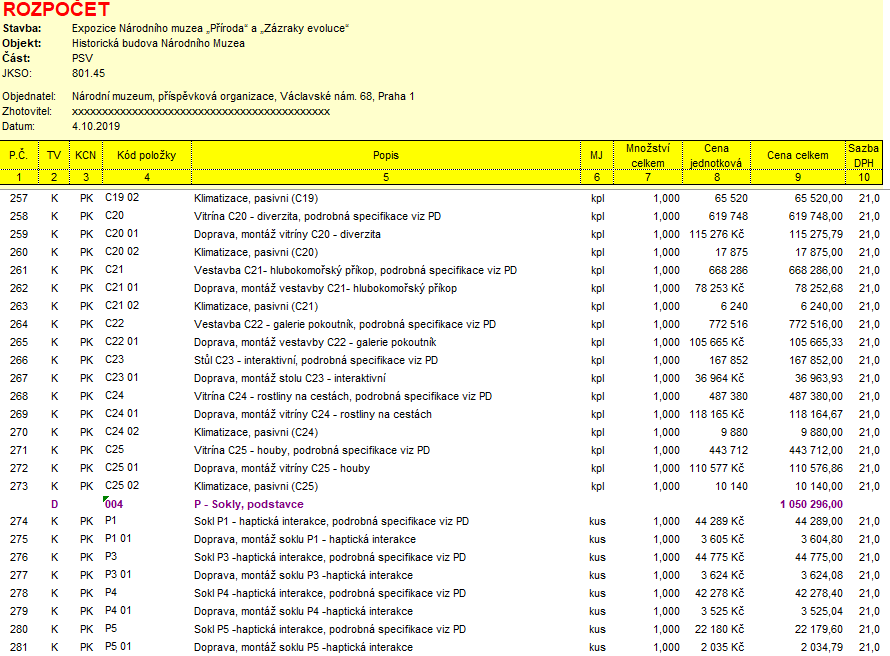 ROZPOČET
Stavba: Expozice Národního muzea „Příroda“ a „Zázraky evoluce“
Objekt: Historická budova Národního Muzea
Část: PSV
JKSO: 801.45
Objednatel: Národní muzeum, příspěvková organizace, Václavské nám. 68, Praha 1
Zhotovitel: xxxxxxxxxxxxxxxxxxxxxxxxxxxxxxxxxxxxxxxxxxx
Datum: 4.10.2019
P.Č. TV KCN Kód položky Popis MJ Množství celkem Cena jednotková Cena celkem Sazba DPH
1 2 3 4 5 6 7 8 9 10
257 K PK C19 02 Klimatizace, pasivni (C19) kpl 1,000 65 520 65 520,00 21,0
258 K PK C20 Vitrína C20 - diverzita, podrobná specifikace viz PD kpl 1,000 619 748 619 748,00 21,0
259 K PK C20 01 Doprava, montáž vitríny C20 - diverzita kpl 1,000 115 276 Kč 115 275,79 21,0
260 K PK C20 02 Klimatizace, pasivni (C20) kpl 1,000 17 875 17 875,00 21,0
261 K PK C21 Vestavba C21- hlubokomořský příkop, podrobná specifikace viz PD kpl 1,000 668 286 668 286,00 21,0
262 K PK C21 01 Doprava, montáž vestavby C21- hlubokomořský příkop kpl 1,000 78 253 Kč 78 252,68 21,0
263 K PK C21 02 Klimatizace, pasivni (C21) kpl 1,000 6 240 6 240,00 21,0
264 K PK C22 Vestavba C22 - galerie pokoutník, podrobná specifikace viz PD kpl 1,000 772 516 772 516,00 21,0
265 K PK C22 01 Doprava, montáž vestavby C22 - galerie pokoutník kpl 1,000 105 665 Kč 105 665,33 21,0
266 K PK C23 Stůl C23 - interaktivní, podrobná specifikace viz PD kpl 1,000 167 852 167 852,00 21,0
267 K PK C23 01 Doprava, montáž stolu C23 - interaktivní kpl 1,000 36 964 Kč 36 963,93 21,0
268 K PK C24 Vitrína C24 - rostliny na cestách, podrobná specifikace viz PD kpl 1,000 487 380 487 380,00 21,0
269 K PK C24 01 Doprava, montáž vitríny C24 - rostliny na cestách kpl 1,000 118 165 Kč 118 164,67 21,0
270 K PK C24 02 Klimatizace, pasivni (C24) kpl 1,000 9 880 9 880,00 21,0
271 K PK C25 Vitrína C25 - houby, podrobná specifikace viz PD kpl 1,000 443 712 443 712,00 21,0
272 K PK C25 01 Doprava, montáž vitríny C25 - houby kpl 1,000 110 577 Kč 110 576,86 21,0
273 K PK C25 02 Klimatizace, pasivni (C25) kpl 1,000 10 140 10 140,00 21,0
D 004 P - Sokly, podstavce 1 050 296,00
274 K PK P1 Sokl P1 - haptická interakce, podrobná specifikace viz PD kus 1,000 44 289 Kč 44 289,00 21,0
275 K PK P1 01 Doprava, montáž soklu P1 - haptická interakce kus 1,000 3 605 Kč 3 604,80 21,0
276 K PK P3 Sokl P3 -haptická interakce, podrobná specifikace viz PD kus 1,000 44 775 Kč 44 775,00 21,0
277 K PK P3 01 Doprava, montáž soklu P3 -haptická interakce kus 1,000 3 624 Kč 3 624,08 21,0
278 K PK P4 Sokl P4 -haptická interakce, podrobná specifikace viz PD kus 1,000 42 278 Kč 42 278,40 21,0
279 K PK P4 01 Doprava, montáž soklu P4 -haptická interakce kus 1,000 3 525 Kč 3 525,04 21,0
280 K PK P5 Sokl P5 -haptická interakce, podrobná specifikace viz PD kus 1,000 22 180 Kč 22 179,60 21,0
281 K PK P5 01 Doprava, montáž soklu P5 -haptická interakce kus 1,000 2 035 Kč 2 034,79 21,0